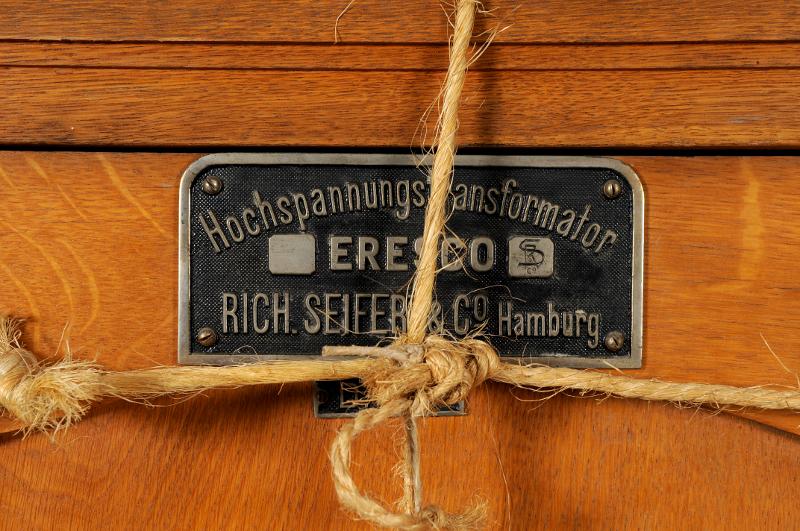 Hochspannungstransformator
ERESCO
RICH. SEIFERT & Cº Hamburg